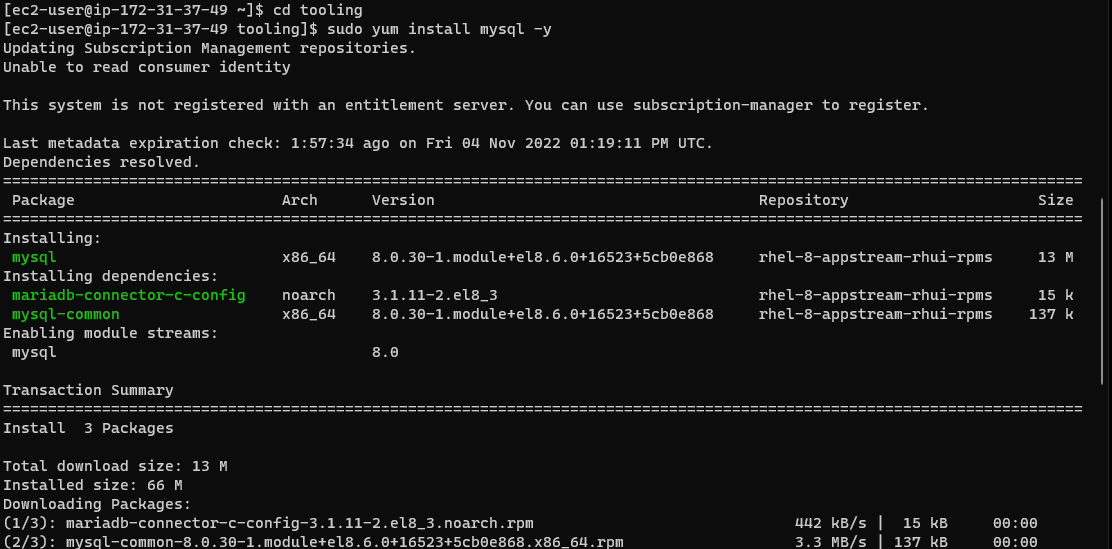 [ec2-user@ip-172-31-37-49 ~]$ cd tooling
[ec2-user@ip-172-31-37-49 tooling]$ sudo yum install mysql -y
Updating Subscription Management repositories.
Unable to read consumer identity
This system is not registered with an entitlement server. You can use subscription-manager to register.
Last metadata expiration check: 1:57:34 ago on Fri 04 Nov 2022 01:19:11 PM UTC.
Dependencies resolved.
================================================================================
Package Arch Version Repository Size
================================================================================
Installing:
mysql x86_64 8.0.30-1.module+el8.6.0+16523+5cb0e868 rhel-8-appstream-rhui-rpms 13 M
Installing dependencies:
mariadb-connector-c-config noarch 3.1.11-2.el8_3 rhel-8-appstream-rhui-rpms 15 k
mysql-common x86_64 8.0.30-1.module+el8.6.0+16523+5cb0e868 rhel-8-appstream-rhui-rpms 137 k
Enabling module streams:
mysql 8.0
Transaction Summary
================================================================================
Install 3 Packages
Total download size: 13 M
Installed size: 66 M
Downloading Packages:
(1/3): mariadb-connector-c-config-3.1.11-2.el8_3.noarch.rpm 442 kB/s | 15 kB 00:00
(2/3): mysql-common-8.0.30-1.module+el8.6.0+16523+5cb0e868.x86_64.rpm 3.3 MB/s | 137 kB 00:00